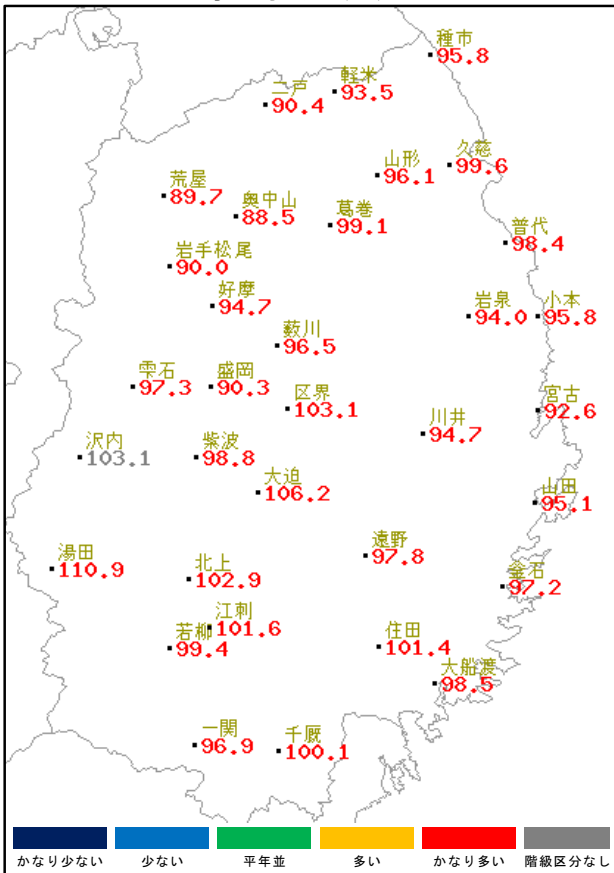 種市
95.8
軽米
93.5
二戸
90.4
久慈
99.6
山形
96.1
荒屋
89.7
奥中山
88.5
葛巻
99.1
普代
98.4
岩手松尾
90.0
好摩
94.7
岩泉
94.0
小本
95.8
薮川
96.5
雫石
97.3
盛岡
90.3
区界
103.1
宮古
92.6
川井
94.7
沢内
103.1
紫波
98.8
大迫
106.2
山田
95.1
湯田
110.9
北上
102.9
遠野
97.8
釜石
97.2
江刺
101.6
若柳
99.4
住田
101.4
大船渡
98.5
一関
96.9
千厩
100.1
かなり少ない 少ない 平年並 多い かなり多い 階級区分なし